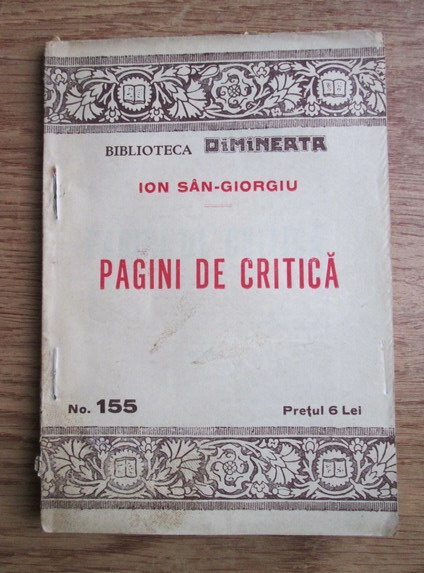 BIBLIOTECA DIMINEAȚA
ION SÂN-GIORGIU
PAGINI DE CRITICĂ
No. 155
Prețul 6 Lei